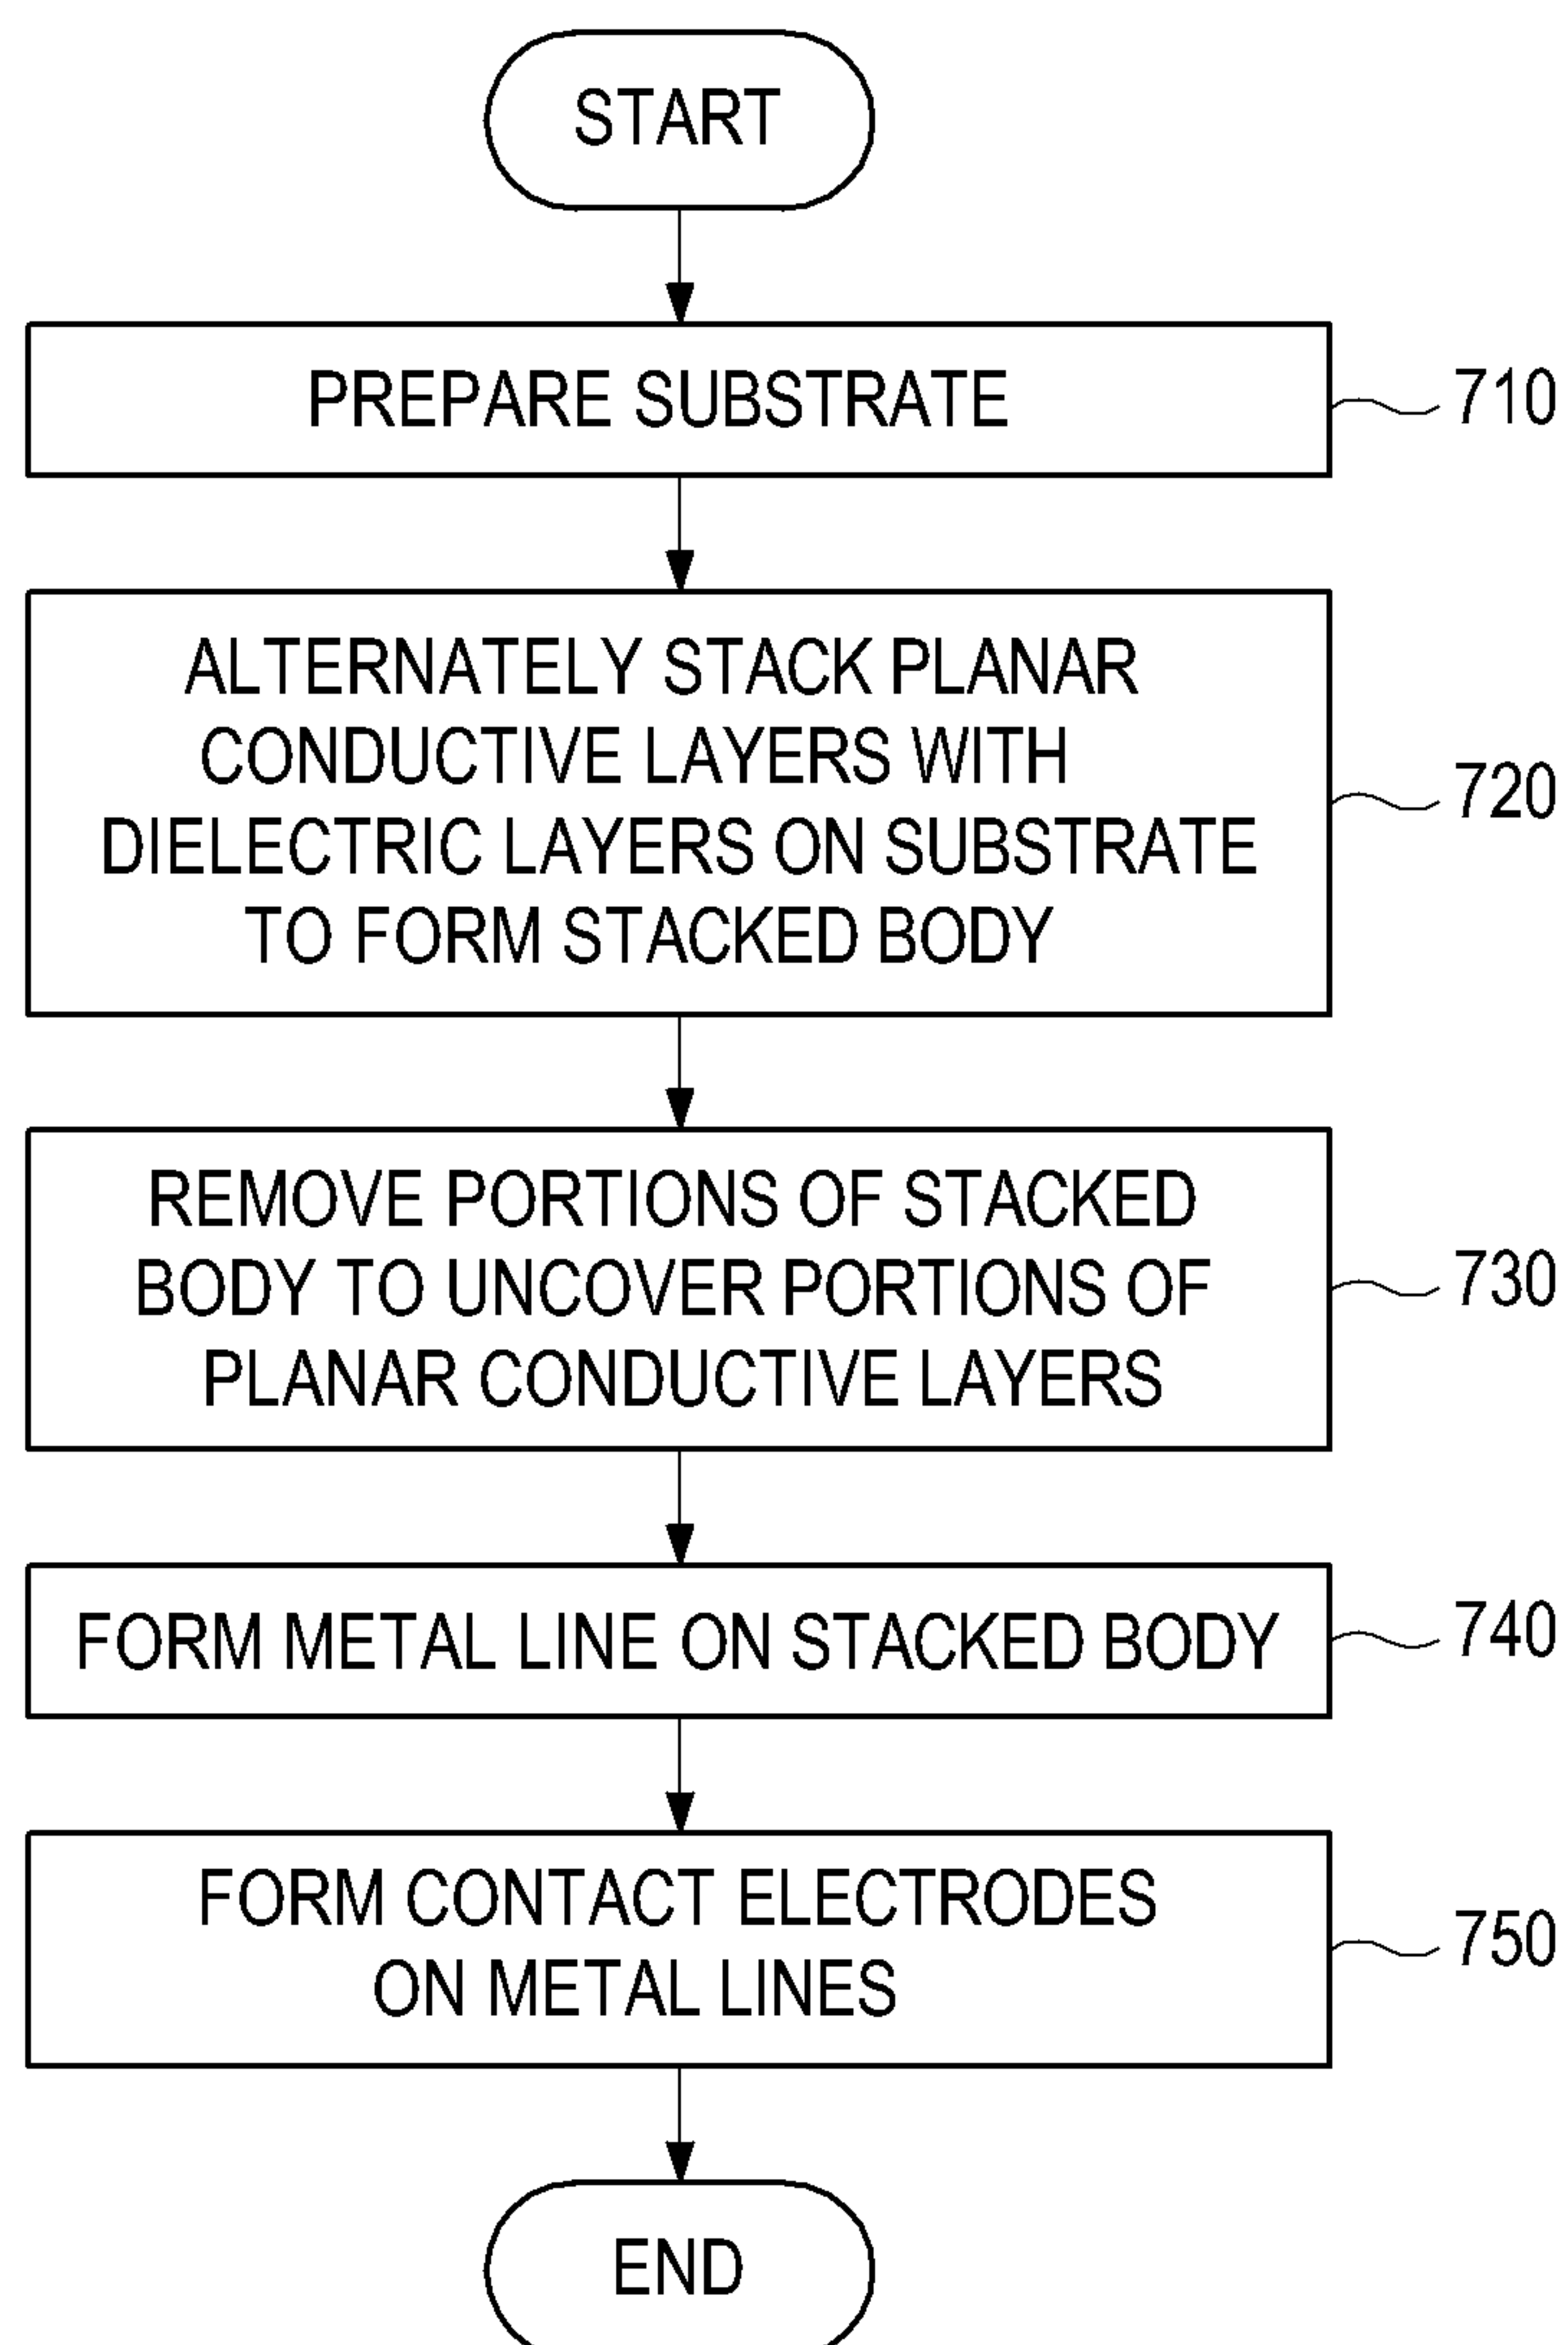 START
PREPARE SUBSTRATE
710
ALTERNATELY STACK PLANAR
CONDUCTIVE LAYERS WITH
DIELECTRIC LAYERS ON SUBSTRATE
TO FORM STACKED BODY
720
REMOVE PORTIONS OF STACKED
BODY TO UNCOVER PORTIONS OF
PLANAR CONDUCTIVE LAYERS
730
FORM METAL LINE ON STACKED BODY
740
FORM CONTACT ELECTRODES
ON METAL LINES
750
END